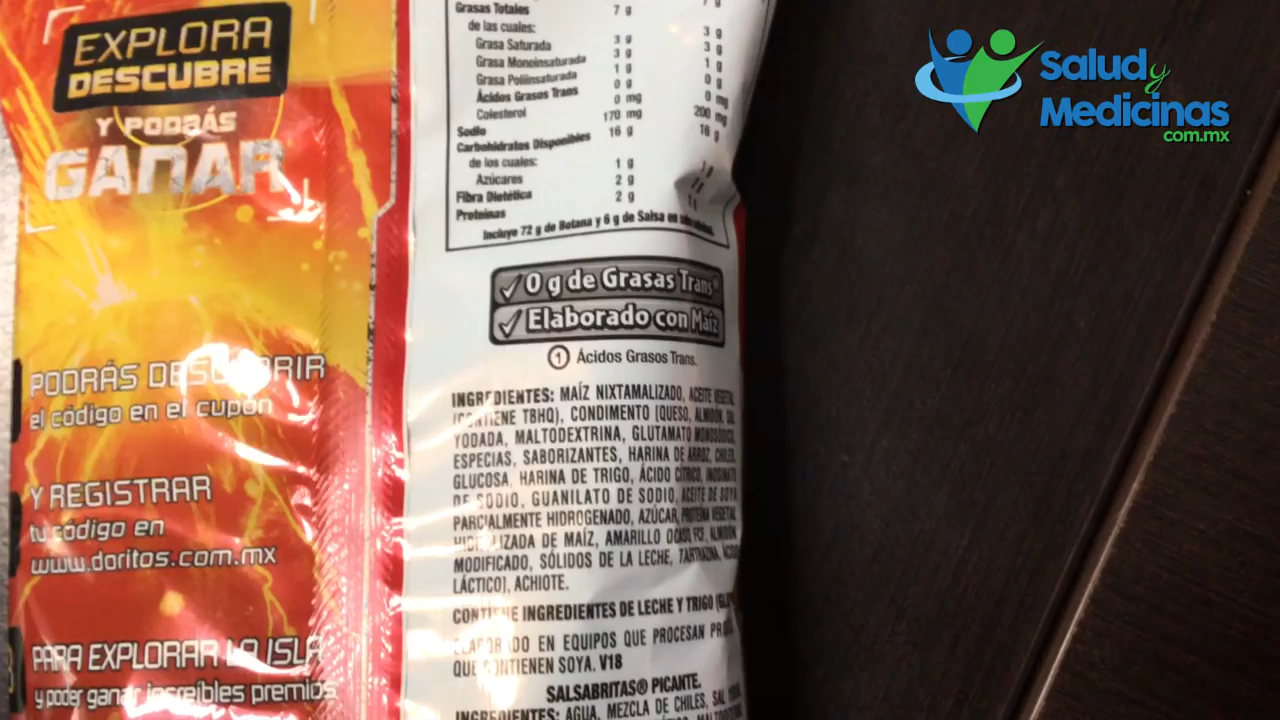 EXPLORA
DESCUBRE
Y PODRÁS
GANAR
PODRÁS DESCUBRIR
el código en el cupón
Y REGISTRAR
tu código en
www.doritos.com.mx
PARA EXPLORAR LA ISLA
y poder ganar increíbles premios
Grasas Totales 7 g
de las cuales:
Grasa Saturada 3 g 3 g
Grasa Monoinsaturada 3 g 3 g
Grasa Poliinsaturada 1 g 1 g
Ácidos Grasos Trans 0 g 0 g
Colesterol 0 mg 0 mg
Sodio 170 mg 200 mg
Carbohidratos Disponibles 16 g 16 g
de los cuales:
Azúcares 1 g
Fibra Dietética 2 g
Proteínas 2 g
Incluye 72 g de Botana y 6 g de Salsa en
0 g de Grasas Trans
Elaborado con Maíz
1 Ácidos Grasos Trans.
INGREDIENTES: MAÍZ NIXTAMALIZADO, ACEITE VEGETAL
(CONTIENE TBHQ), CONDIMENTO [QUESO, ALMIDÓN, SAL
YODADA, MALTODEXTRINA, GLUTAMATO MONOSÓDICO,
ESPECIAS, SABORIZANTES, HARINA DE ARROZ, CHILES,
GLUCOSA, HARINA DE TRIGO, ÁCIDO CÍTRICO, INOSINATO
DE SODIO, GUANILATO DE SODIO, ACEITE DE SOYA
PARCIALMENTE HIDROGENADO, AZÚCAR, PROTEÍNA VEGETAL
HIDROLIZADA DE MAÍZ, AMARILLO OCASO FCF, ALMIDÓN
MODIFICADO, SÓLIDOS DE LA LECHE, TARTRAZINA, ÁCIDO
LÁCTICO], ACHIOTE.
CONTIENE INGREDIENTES DE LECHE Y TRIGO
ELABORADO EN EQUIPOS QUE PROCESAN
QUE CONTIENEN SOYA. V18
SALSABRITAS® PICANTE.
INGREDIENTES: AGUA, MEZCLA DE CHILES, SAL
Salud y
Medicinas
com.mx